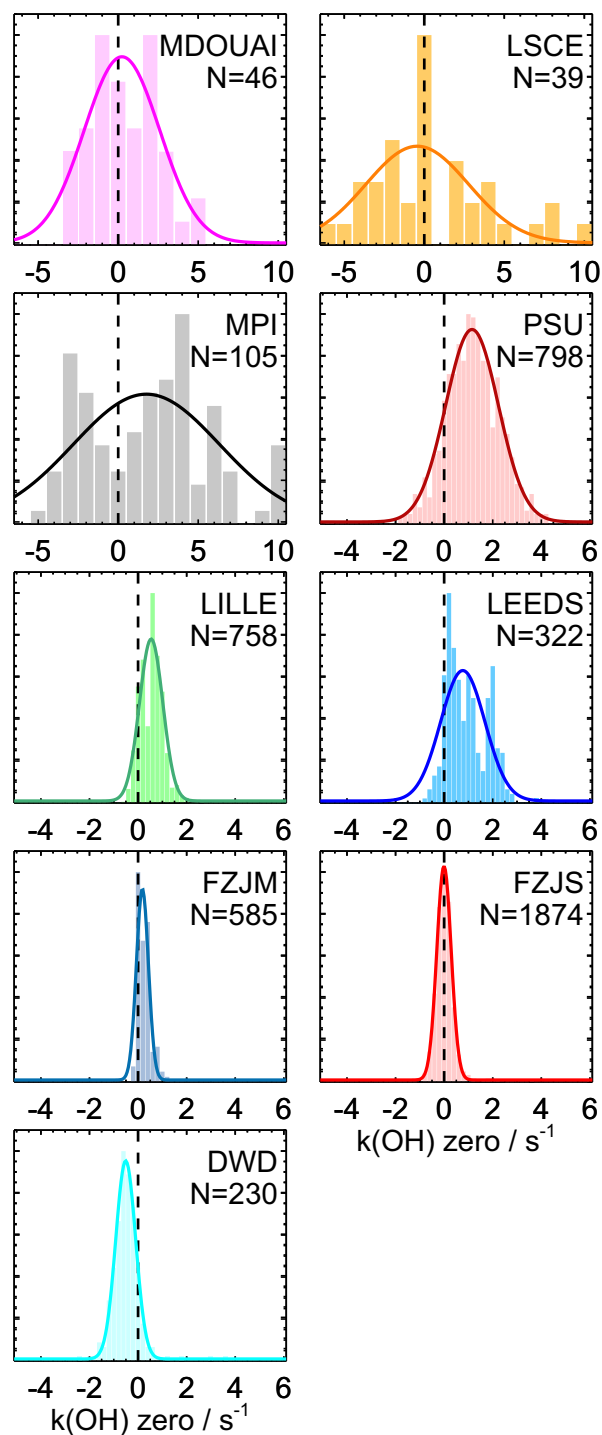 MDOUAI
N=46
-5 0 5 10
LSCE
N=39
-5 0 5 10
MPI
N=105
-5 0 5 10
PSU
N=798
-4 -2 0 2 4 6
LILLE
N=758
-4 -2 0 2 4 6
LEEDS
N=322
-4 -2 0 2 4 6
FZJM
N=585
-4 -2 0 2 4 6
FZJS
N=1874
-4 -2 0 2 4 6
k(OH) zero / s⁻¹
DWD
N=230
-4 -2 0 2 4 6
k(OH) zero / s⁻¹